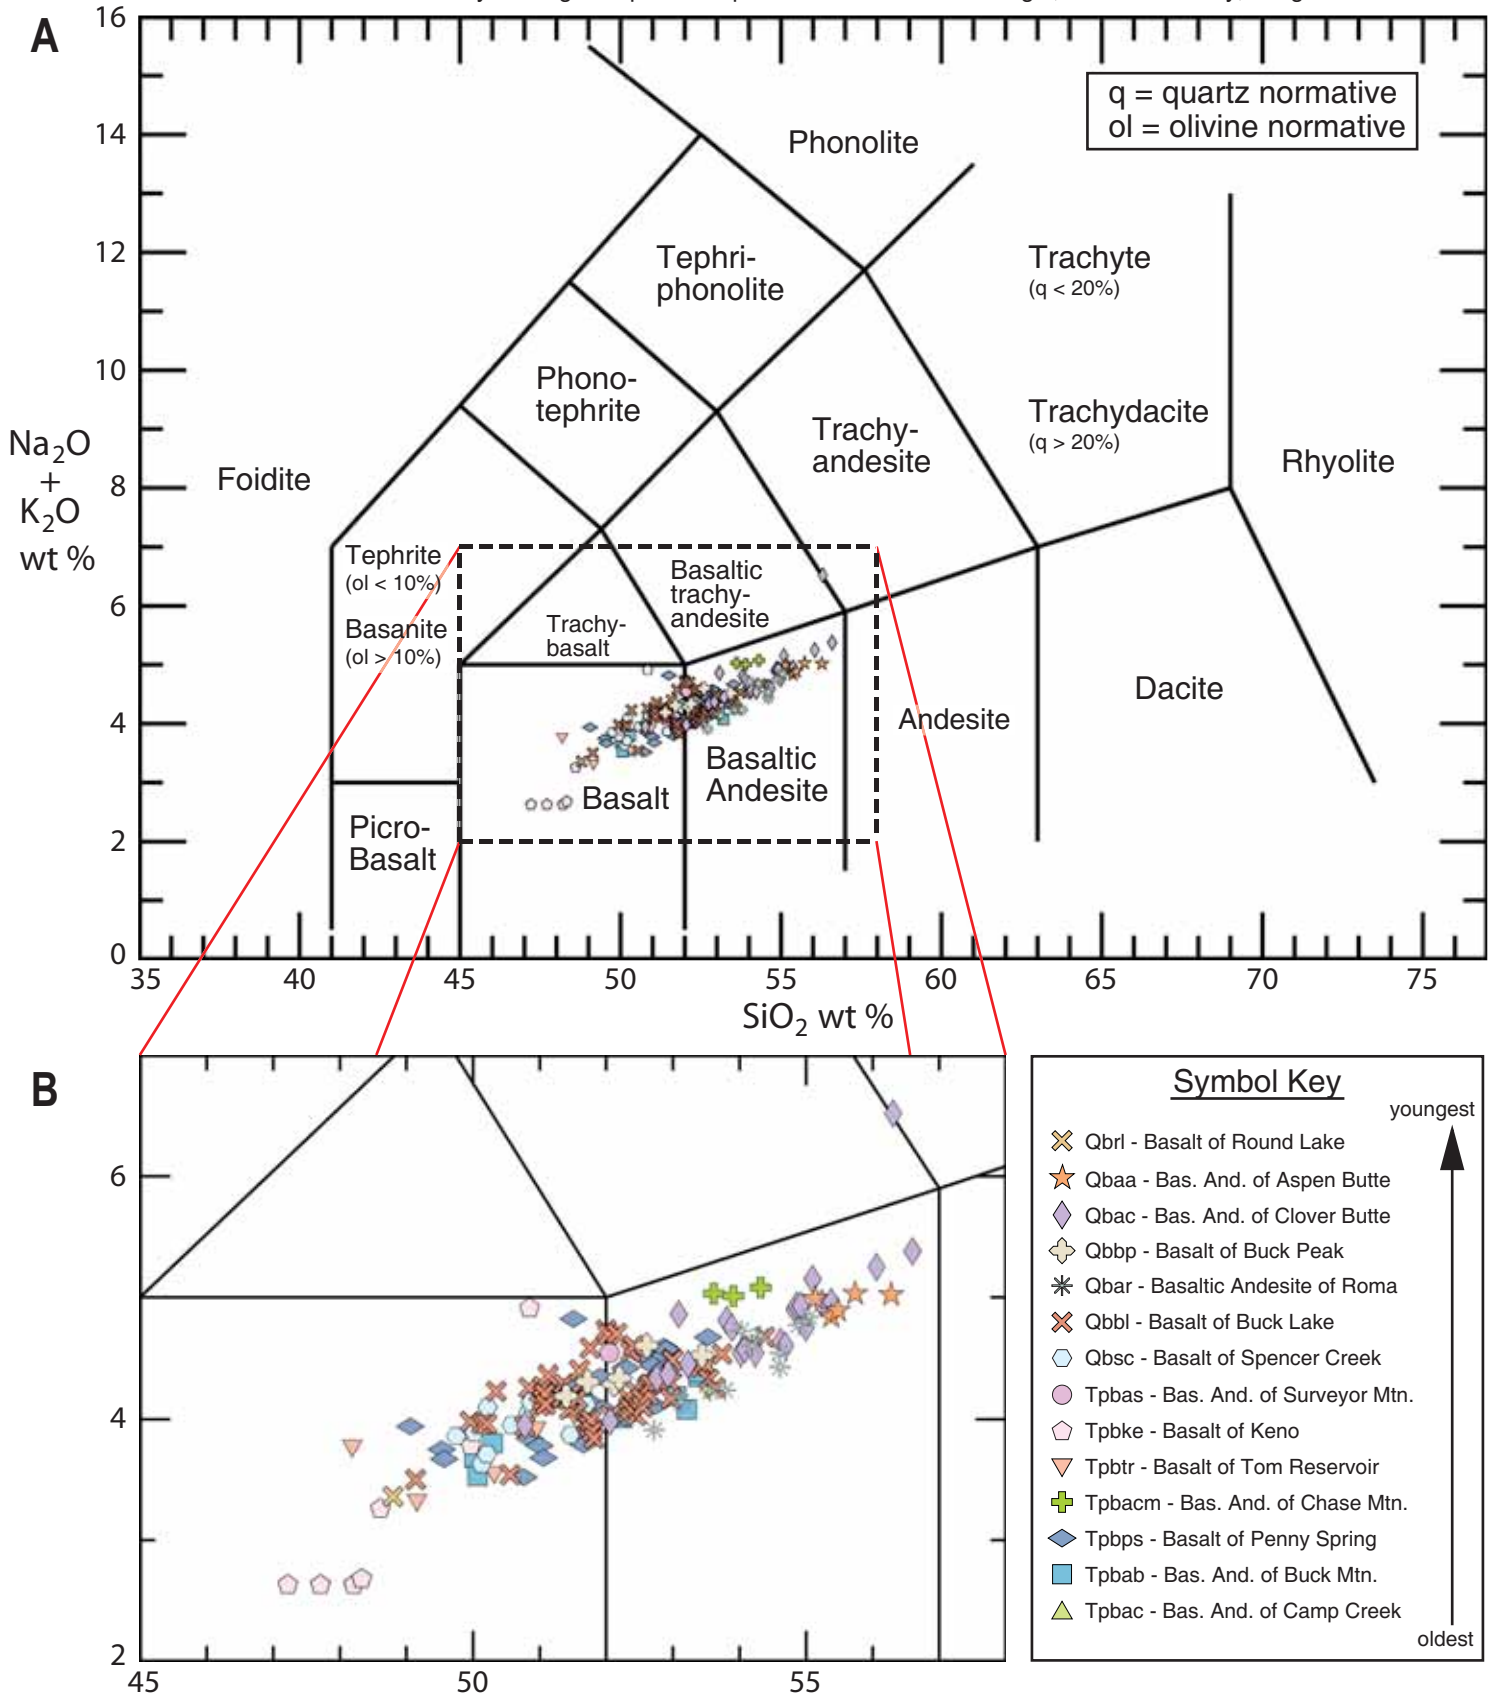 A
16
14
12
10
8
6
4
2
0
Na₂O
+
K₂O
wt %
q = quartz normative
ol = olivine normative
Phonolite
Tephri-
phonolite
Trachyte
(q < 20%)
Phono-
tephrite
Trachy-
andesite
Trachydacite
(q > 20%)
Rhyolite
Foidite
Tephrite
(ol < 10%)
Basanite
(ol > 10%)
Trachy-
basalt
Basaltic
trachy-
andesite
Picro-
Basalt
Basalt
Basaltic
Andesite
Andesite
Dacite
35 40 45 50 55 60 65 70 75
SiO₂ wt %
B
6
4
2
45 50 55
Symbol Key
youngest
Qbrl - Basalt of Round Lake
Qbaa - Bas. And. of Aspen Butte
Qbac - Bas. And. of Clover Butte
Qbbp - Basalt of Buck Peak
Qbar - Basaltic Andesite of Roma
Qbbl - Basalt of Buck Lake
Qbsc - Basalt of Spencer Creek
Tpbas - Bas. And. of Surveyor Mtn.
Tpbke - Basalt of Keno
Tpbtr - Basalt of Tom Reservoir
Tpbacm - Bas. And. of Chase Mtn.
Tpbps - Basalt of Penny Spring
Tpbab - Bas. And. of Buck Mtn.
Tpbac - Bas. And. of Camp Creek
oldest